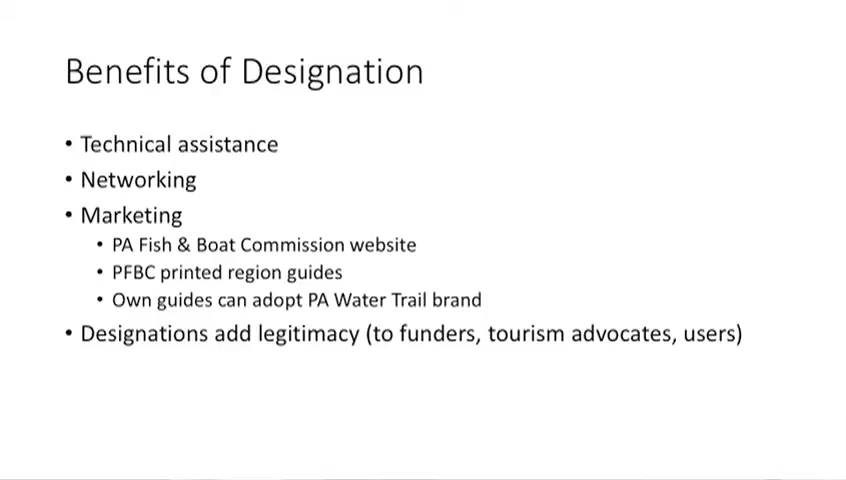 Benefits of Designation
• Technical assistance
• Networking
• Marketing
• PA Fish & Boat Commission website
• PFBC printed region guides
• Own guides can adopt PA Water Trail brand
• Designations add legitimacy (to funders, tourism advocates, users)